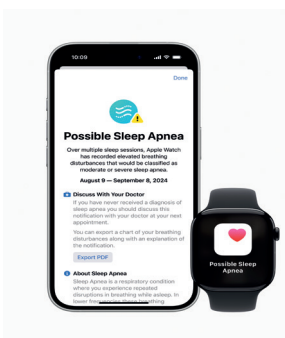 10:09
Done
Possible Sleep Apnea
Over multiple sleep sessions, Apple Watch
has recorded elevated breathing
disturbances that would be classified as
moderate or severe sleep apnea.
August 9 — September 8, 2024
Discuss With Your Doctor
If you have never received a diagnosis of
sleep apnea you should discuss this
notification with your doctor at your next
appointment.
You can export a chart of your breathing
disturbances along with an explanation of
the notification.
Export PDF
About Sleep Apnea
Sleep Apnea is a respiratory condition
where you experience repeated
disruptions in breathing while asleep. In
lower breathing
Possible Sleep
Apnea